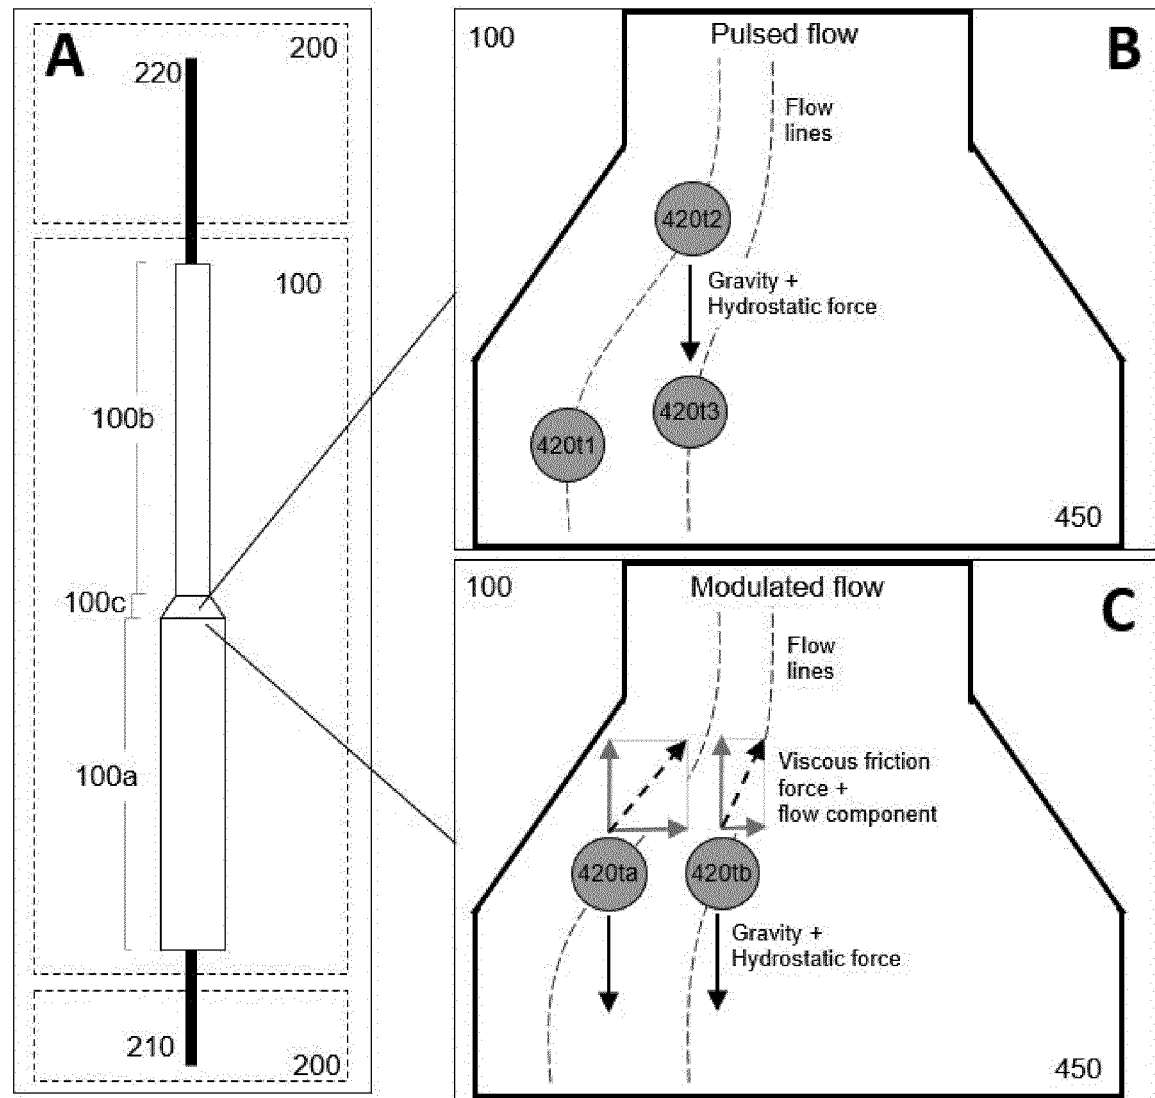 A
200
220
100
100b
100c
100a
210
200
100
Pulsed flow
B
Flow
lines
420t2
Gravity +
Hydrostatic force
420t3
420t1
450
100
Modulated flow
C
Flow
lines
Viscous friction
force +
flow component
420ta
420tb
Gravity +
Hydrostatic force
450